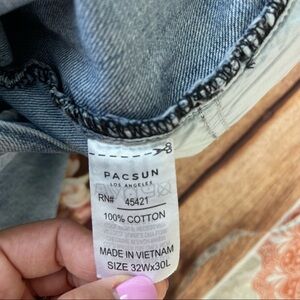 PACSUN
LOS ANGELES
RN# 45421
100% COTTON
MADE IN VIETNAM
SIZE 32Wx30L